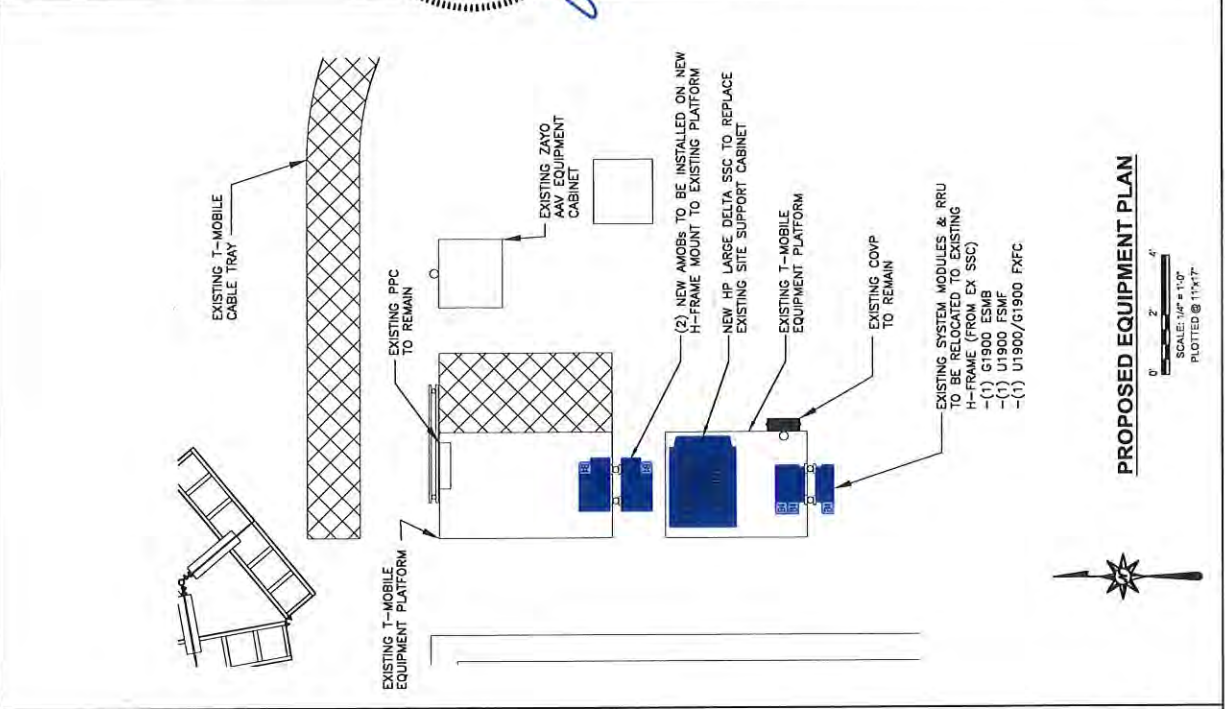 EXISTING T-MOBILE
CABLE TRAY
EXISTING PPC
TO REMAIN
EXISTING T-MOBILE
EQUIPMENT PLATFORM
EXISTING ZAYO
AAV EQUIPMENT
CABINET
(2) NEW AMOBs TO BE INSTALLED ON NEW
H-FRAME MOUNT TO EXISTING PLATFORM
NEW HP LARGE DELTA SSC TO REPLACE
EXISTING SITE SUPPORT CABINET
EXISTING T-MOBILE
EQUIPMENT PLATFORM
EXISTING COVP
TO REMAIN
EXISTING SYSTEM MODULES & RRU
TO BE RELOCATED TO EXISTING
H-FRAME (FROM EX SSC)
-(1) G1900 ESMB
-(1) U1900 FSMF
-(1) U1900/G1900 FXFC
PROPOSED EQUIPMENT PLAN
0' 2' 4'
SCALE: 1/4" = 1'-0"
PLOTTED @ 11"x17"